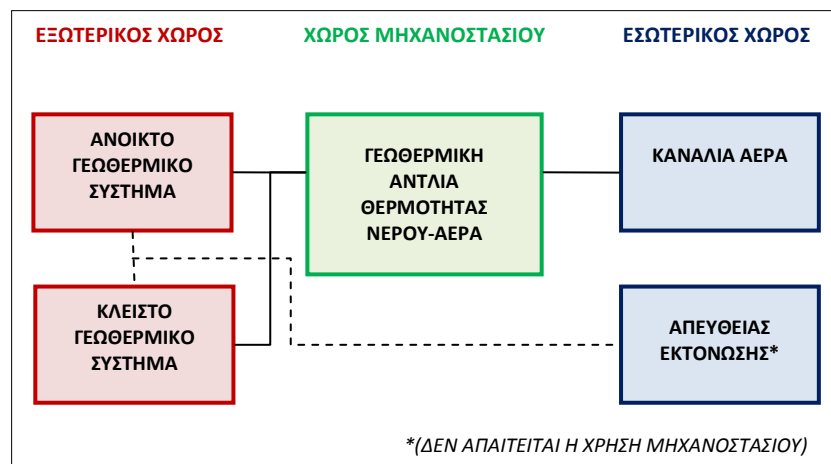 ΕΞΩΤΕΡΙΚΟΣ ΧΩΡΟΣ
ΧΩΡΟΣ ΜΗΧΑΝΟΣΤΑΣΙΟΥ
ΕΣΩΤΕΡΙΚΟΣ ΧΩΡΟΣ
ΑΝΟΙΚΤΟ
ΓΕΩΘΕΡΜΙΚΟ
ΣΥΣΤΗΜΑ
ΓΕΩΘΕΡΜΙΚΗ
ΑΝΤΛΙΑ
ΘΕΡΜΟΤΗΤΑΣ
ΝΕΡΟΥ-ΑΕΡΑ
ΚΑΝΑΛΙΑ ΑΕΡΑ
ΚΛΕΙΣΤΟ
ΓΕΩΘΕΡΜΙΚΟ
ΣΥΣΤΗΜΑ
ΑΠΕΥΘΕΙΑΣ
ΕΚΤΟΝΩΣΗΣ*
*(ΔΕΝ ΑΠΑΙΤΕΙΤΑΙ Η ΧΡΗΣΗ ΜΗΧΑΝΟΣΤΑΣΙΟΥ)